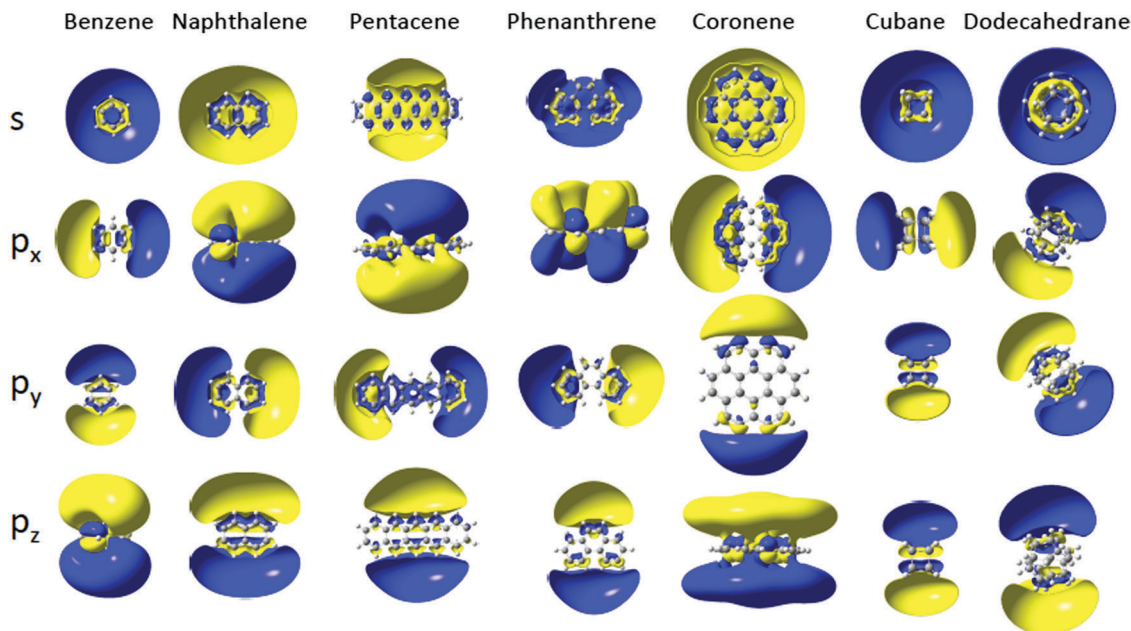 Benzene Naphthalene Pentacene Phenanthrene Coronene Cubane Dodecahedrane
s
px
py
pz